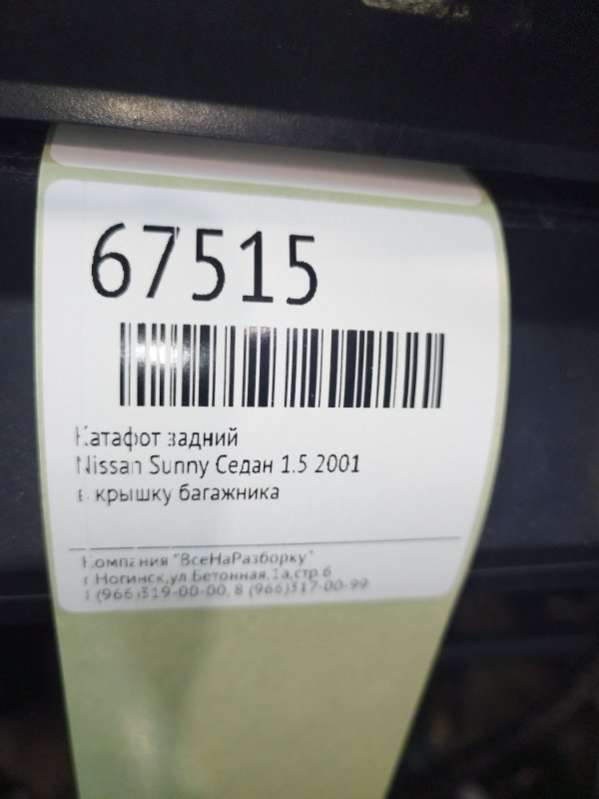 67515
Катафот задний
Nissan Sunny Седан 1.5 2001
в крышку багажника
Компания "ВсеНаРазборку"
г.Ногинск,ул.Бетонная,1а,стр.6
8 (966)319-00-00, 8 (966)317-00-99